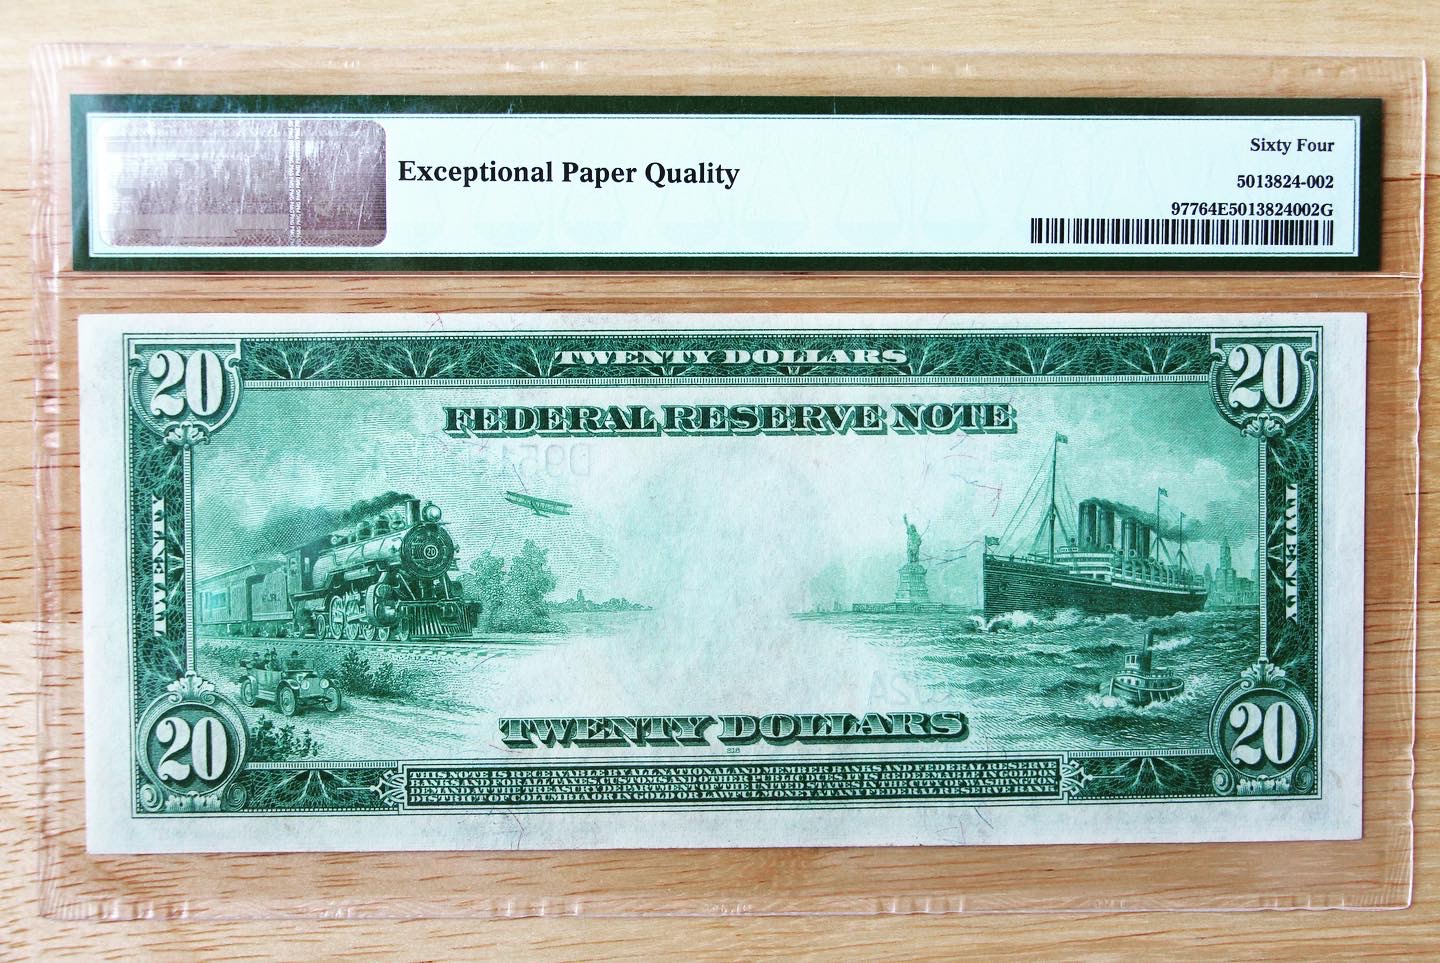 Exceptional Paper Quality
Sixty Four
5013824-002
97764E5013824002G
20
TWENTY DOLLARS
20
FEDERAL RESERVE NOTE
TWENTY
TWENTY
20
TWENTY DOLLARS
20
20
THIS NOTE IS RECEIVABLE BY ALL NATIONAL AND MEMBER BANKS AND FEDERAL RESERVE
BANKS AND FOR ALL TAXES, CUSTOMS AND OTHER PUBLIC DUES. IT IS REDEEMABLE IN GOLD ON
DEMAND AT THE TREASURY DEPARTMENT OF THE UNITED STATES IN THE CITY OF WASHINGTON
DISTRICT OF COLUMBIA OR IN GOLD OR LAWFUL MONEY AT ANY FEDERAL RESERVE BANK.